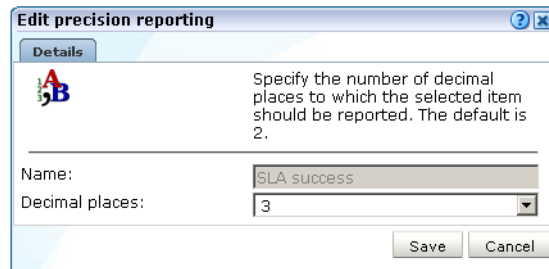 Edit precision reporting
Details
Specify the number of decimal
places to which the selected item
should be reported. The default is
2.
Name:
SLA success
Decimal places:
3
Save
Cancel